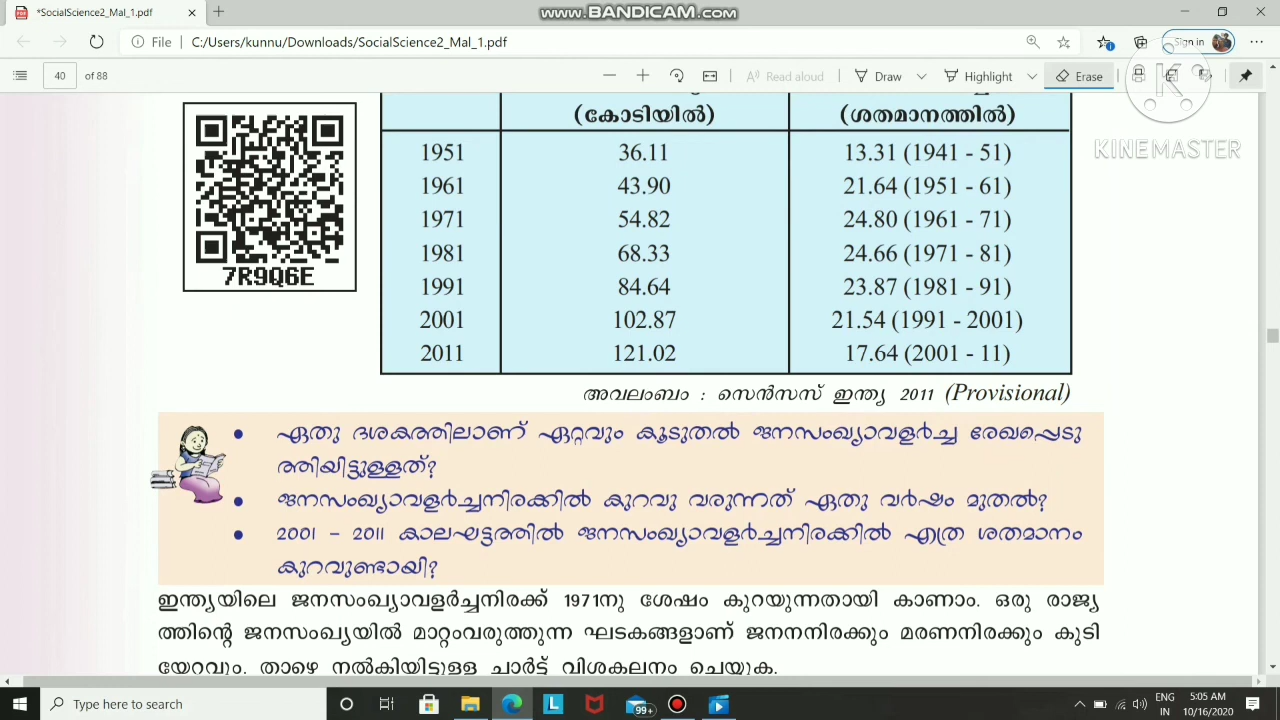 www.BANDICAM.com
*SocialScience2_Mal_1.pdf
File | C:/Users/kunnu/Downloads/SocialScience2_Mal_1.pdf
Sign in
40 of 88
Read aloud Draw Highlight Erase
KINEMASTER
(കോടിയിൽ) (ശതമാനത്തിൽ)
1951 36.11 13.31 (1941 - 51)
1961 43.90 21.64 (1951 - 61)
1971 54.82 24.80 (1961 - 71)
1981 68.33 24.66 (1971 - 81)
1991 84.64 23.87 (1981 - 91)
2001 102.87 21.54 (1991 - 2001)
2011 121.02 17.64 (2001 - 11)
7R9Q6E
അവലംബം : സെൻസസ് ഇന്ത്യ 2011 (Provisional)
• ഏതു ദശകത്തിലാണ് ഏറ്റവും കൂടുതൽ ജനസംഖ്യാവളർച്ച രേഖപ്പെടു
ത്തിയിട്ടുള്ളത്?
• ജനസംഖ്യാവളർച്ചനിരക്കിൽ കുറവു വരുന്നത് ഏതു വർഷം മുതൽ?
• 2001 – 2011 കാലഘട്ടത്തിൽ ജനസംഖ്യാവളർച്ചനിരക്കിൽ എത്ര ശതമാനം
കുറവുണ്ടായി?
ഇന്ത്യയിലെ ജനസംഖ്യാവളർച്ചനിരക്ക് 1971നു ശേഷം കുറയുന്നതായി കാണാം. ഒരു രാജ്യ
ത്തിന്റെ ജനസംഖ്യയിൽ മാറ്റംവരുത്തുന്ന ഘടകങ്ങളാണ് ജനനനിരക്കും മരണനിരക്കും കുടി
യേറവും. താഴെ നൽകിയിട്ടുള്ള ചാർട്ട് വിശകലനം ചെയ്യുക.
Type here to search
99+
ENG 5:05 AM
IN 10/16/2020